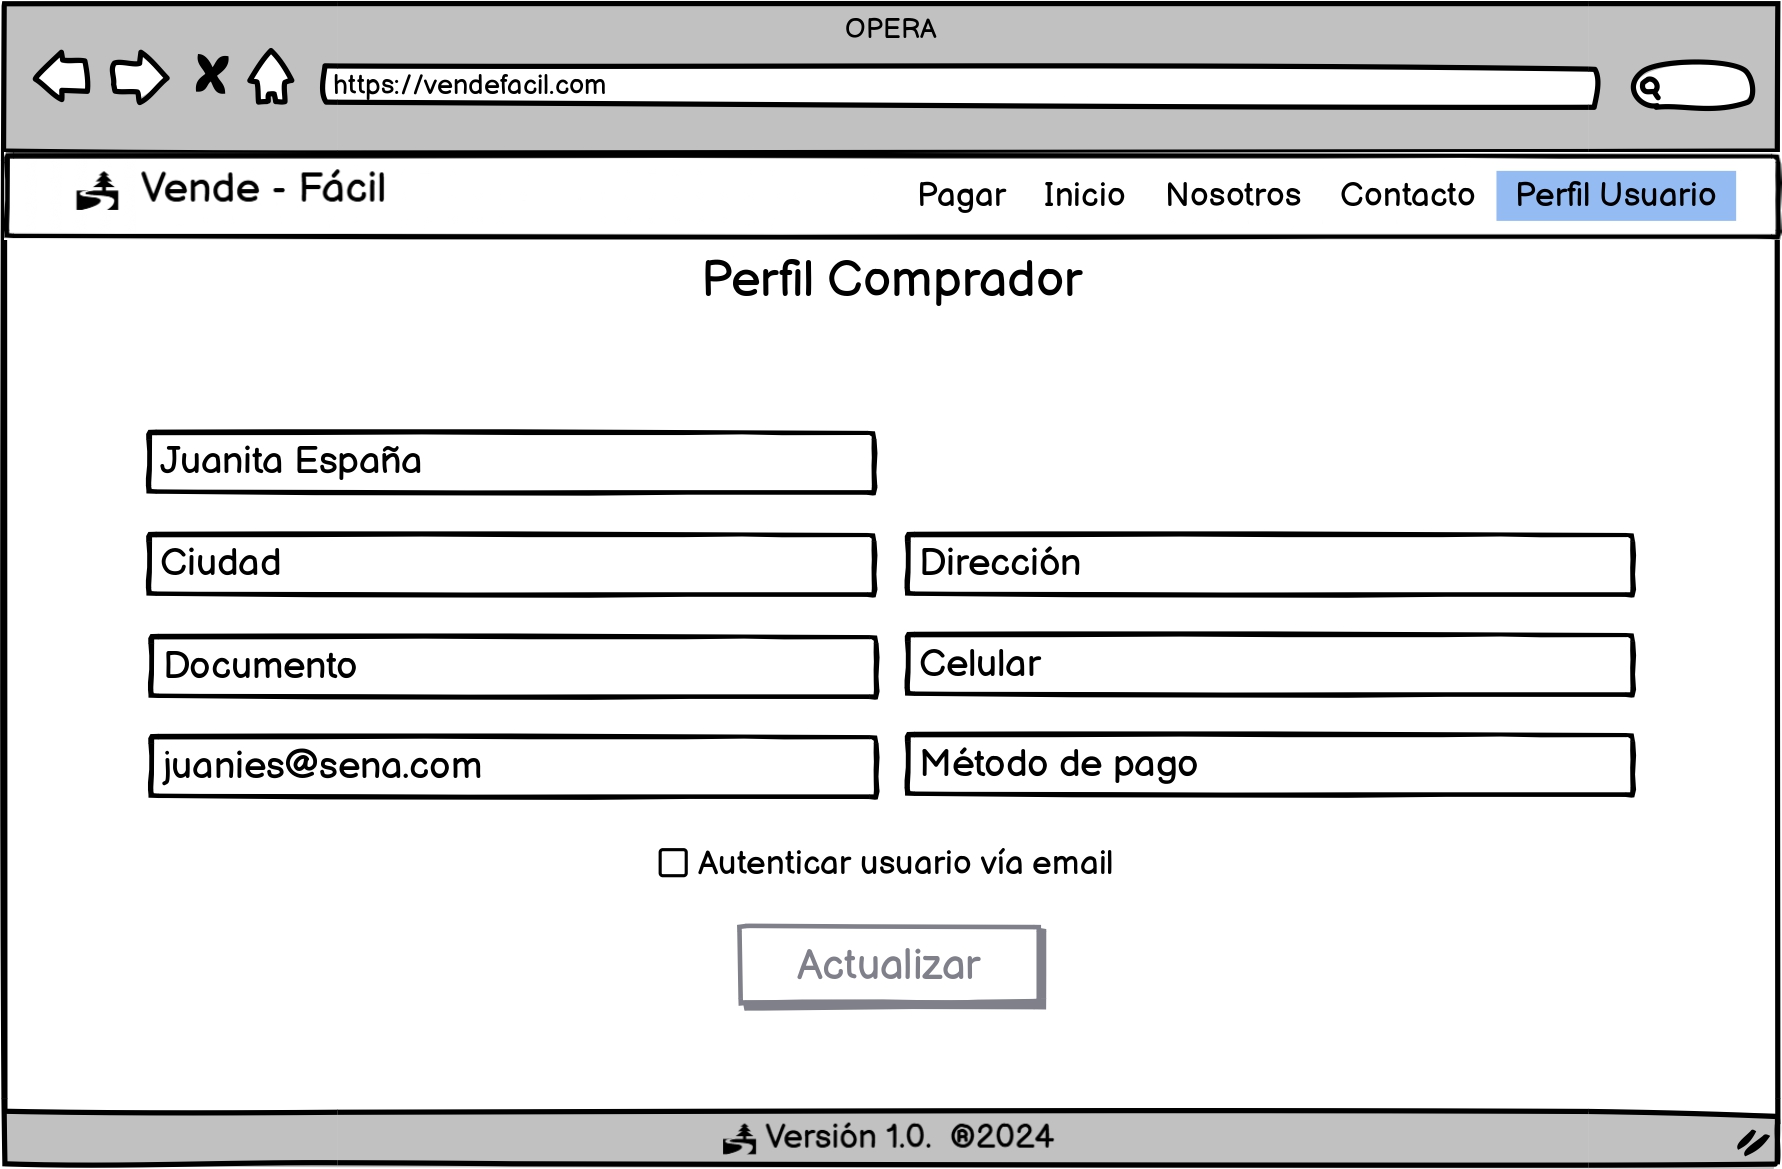 OPERA
https://vendefacil.com
Vende - Fácil
Pagar Inicio Nosotros Contacto Perfil Usuario
Perfil Comprador
Juanita España
Ciudad Dirección
Documento Celular
juanies@sena.com Método de pago
Autenticar usuario vía email
Actualizar
Versión 1.0. ®2024